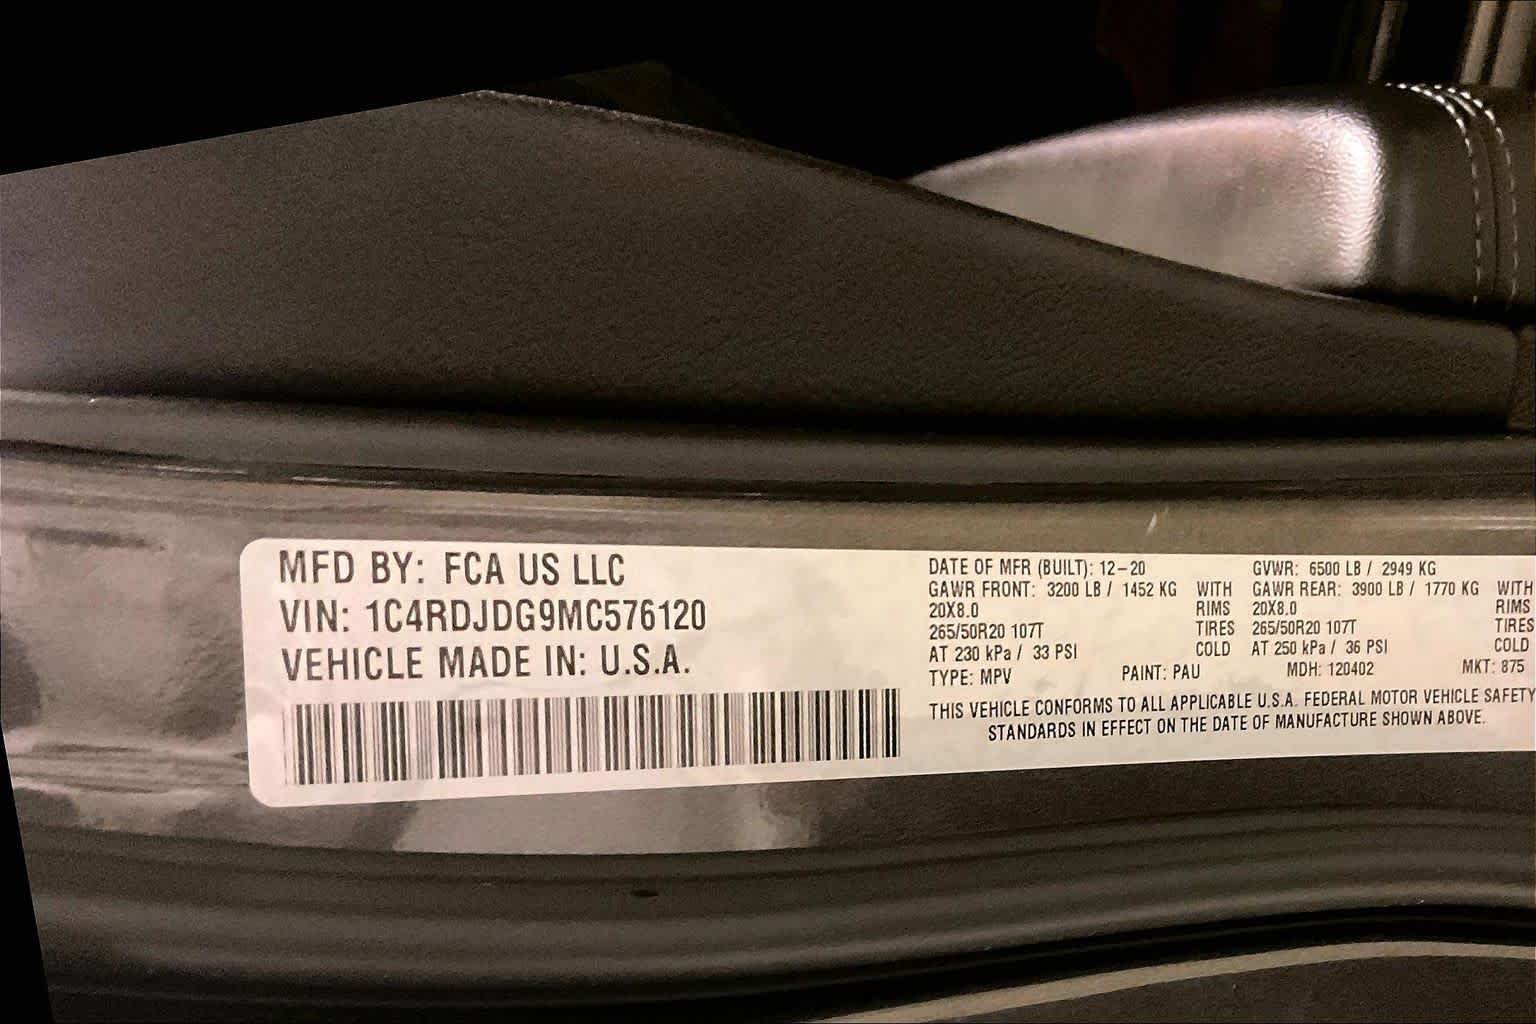 MFD BY: FCA US LLC
VIN: 1C4RDJDG9MC576120
VEHICLE MADE IN: U.S.A.
DATE OF MFR (BUILT): 12-20 GVWR: 6500 LB / 2949 KG
GAWR FRONT: 3200 LB / 1452 KG WITH GAWR REAR: 3900 LB / 1770 KG WITH
20X8.0 RIMS 20X8.0 RIMS
265/50R20 107T TIRES 265/50R20 107T TIRES
AT 230 kPa / 33 PSI COLD AT 250 kPa / 36 PSI COLD
TYPE: MPV PAINT: PAU MDH: 120402 MKT: 875
THIS VEHICLE CONFORMS TO ALL APPLICABLE U.S.A. FEDERAL MOTOR VEHICLE SAFETY
STANDARDS IN EFFECT ON THE DATE OF MANUFACTURE SHOWN ABOVE.